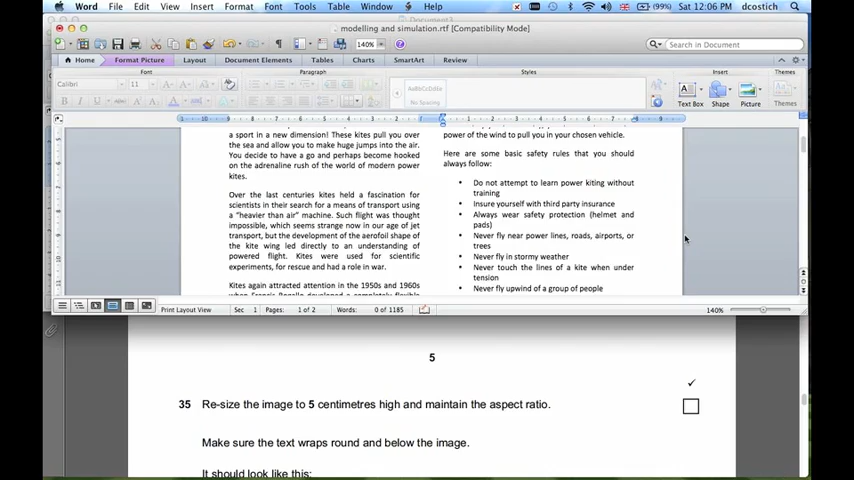 Word File Edit View Insert Format Font Tools Table Window Help (99%) Sat 12:06 PM dcostich
modelling and simulation.rtf [Compatibility Mode]
140%
Search in Document
Home Format Picture Layout Document Elements Tables Charts SmartArt Review
Font Paragraph Styles Insert Themes
Calibri 11
AaBbCcDdEe
No Spacing
Text Box Shape Picture Themes
a sport in a new dimension! These kites pull you over
the sea and allow you to make huge jumps into the air.
You decide to have a go and perhaps become hooked
on the adrenaline rush of the world of modern power
kites.
Over the last centuries kites held a fascination for
scientists in their search for a means of transport using
a "heavier than air" machine. Such flight was thought
impossible, which seems strange now in our age of jet
transport, but the development of the aerofoil shape of
the kite wing led directly to an understanding of
powered flight. Kites were used for scientific
experiments, for rescue and had a role in war.
Kites again attracted attention in the 1950s and 1960s
power of the wind to pull you in your chosen vehicle.
Here are some basic safety rules that you should
always follow:
• Do not attempt to learn power kiting without
training
• Insure yourself with third party insurance
• Always wear safety protection (helmet and
pads)
• Never fly near power lines, roads, airports, or
trees
• Never fly in stormy weather
• Never touch the lines of a kite when under
tension
• Never fly upwind of a group of people
Print Layout View Sec 1 Pages: 1 of 2 Words: 0 of 1185 140%
5
✓
35 Re-size the image to 5 centimetres high and maintain the aspect ratio.
Make sure the text wraps round and below the image.
It should look like this: